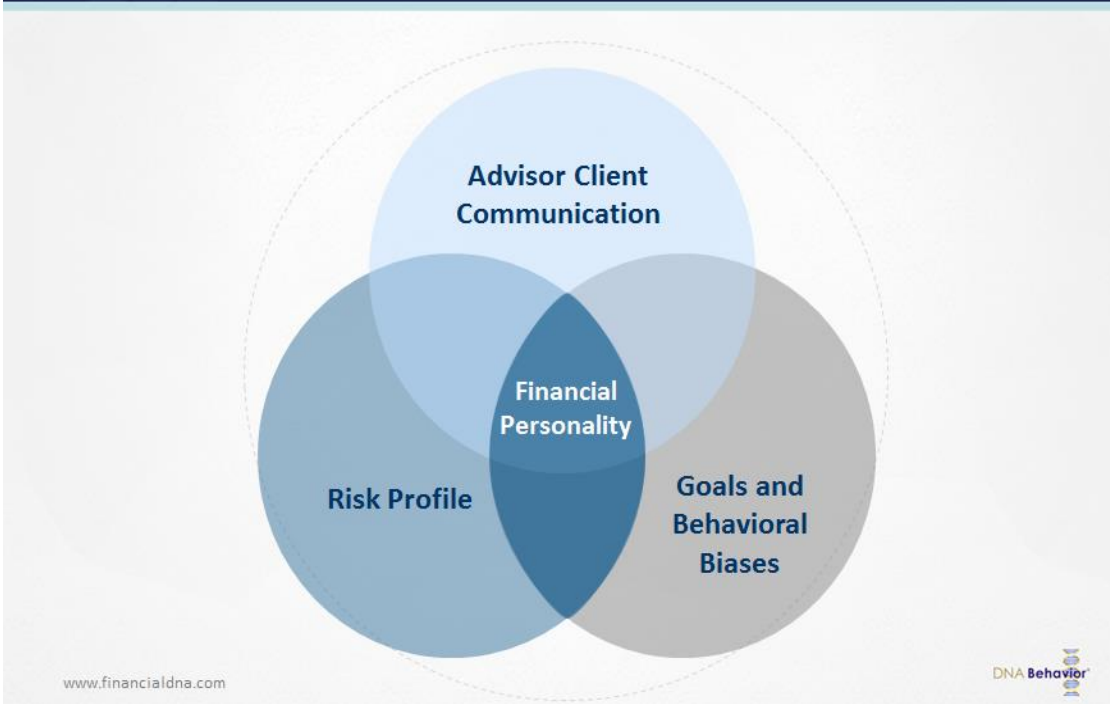 Advisor Client
Communication
Financial
Personality
Risk Profile
Goals and
Behavioral
Biases
www.financialdna.com
DNA Behavior